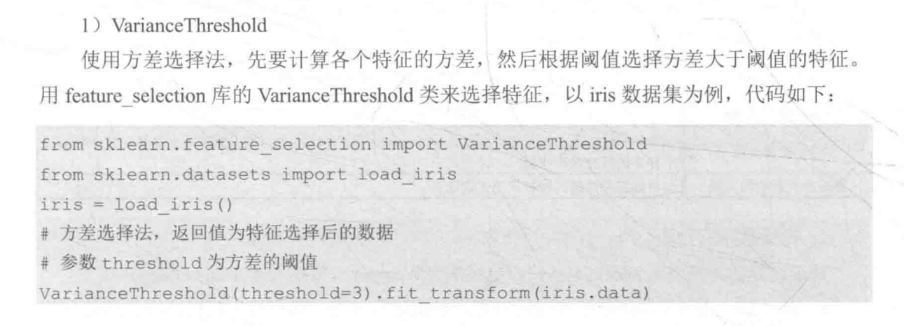 1）VarianceThreshold
使用方差选择法，先要计算各个特征的方差，然后根据阈值选择方差大于阈值的特征。
用 feature_selection 库的 VarianceThreshold 类来选择特征，以 iris 数据集为例，代码如下：
from sklearn.feature_selection import VarianceThreshold
from sklearn.datasets import load_iris
iris = load_iris()
# 方差选择法，返回值为特征选择后的数据
# 参数 threshold 为方差的阈值
VarianceThreshold(threshold=3).fit_transform(iris.data)